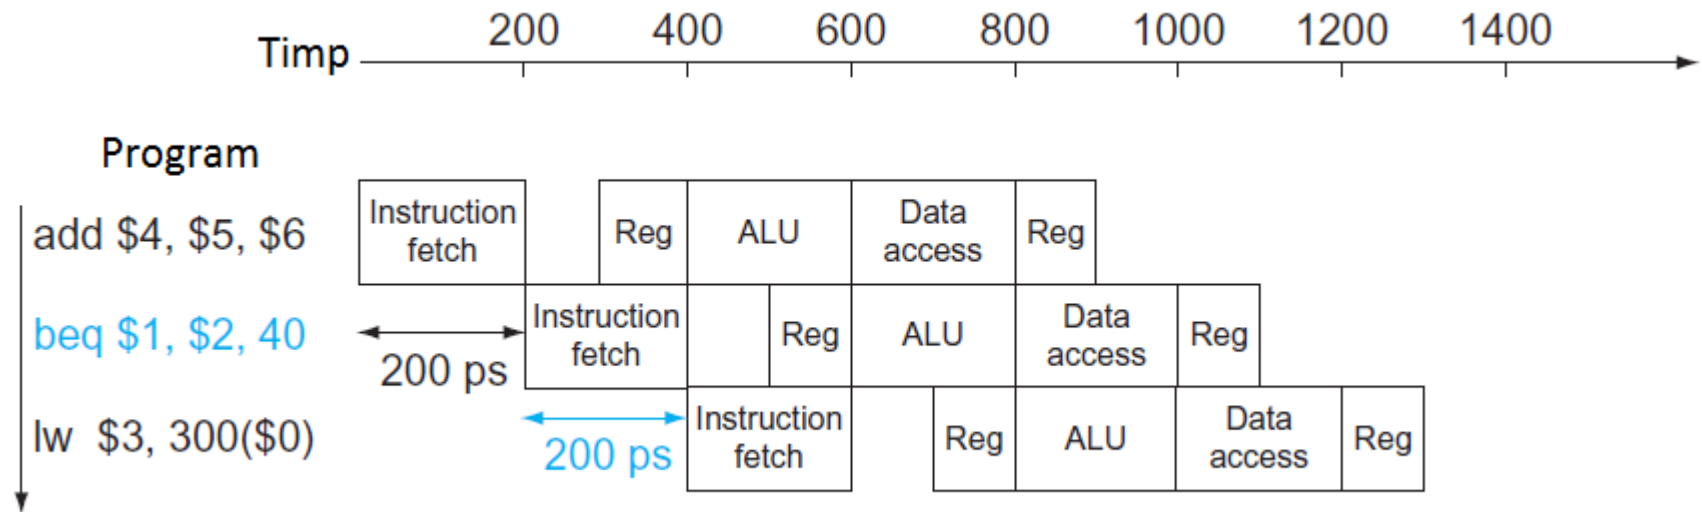 Timp 200 400 600 800 1000 1200 1400
Program
add $4, $5, $6
Instruction
fetch
Reg
ALU
Data
access
Reg
beq $1, $2, 40
200 ps
Instruction
fetch
Reg
ALU
Data
access
Reg
lw $3, 300($0)
200 ps
Instruction
fetch
Reg
ALU
Data
access
Reg